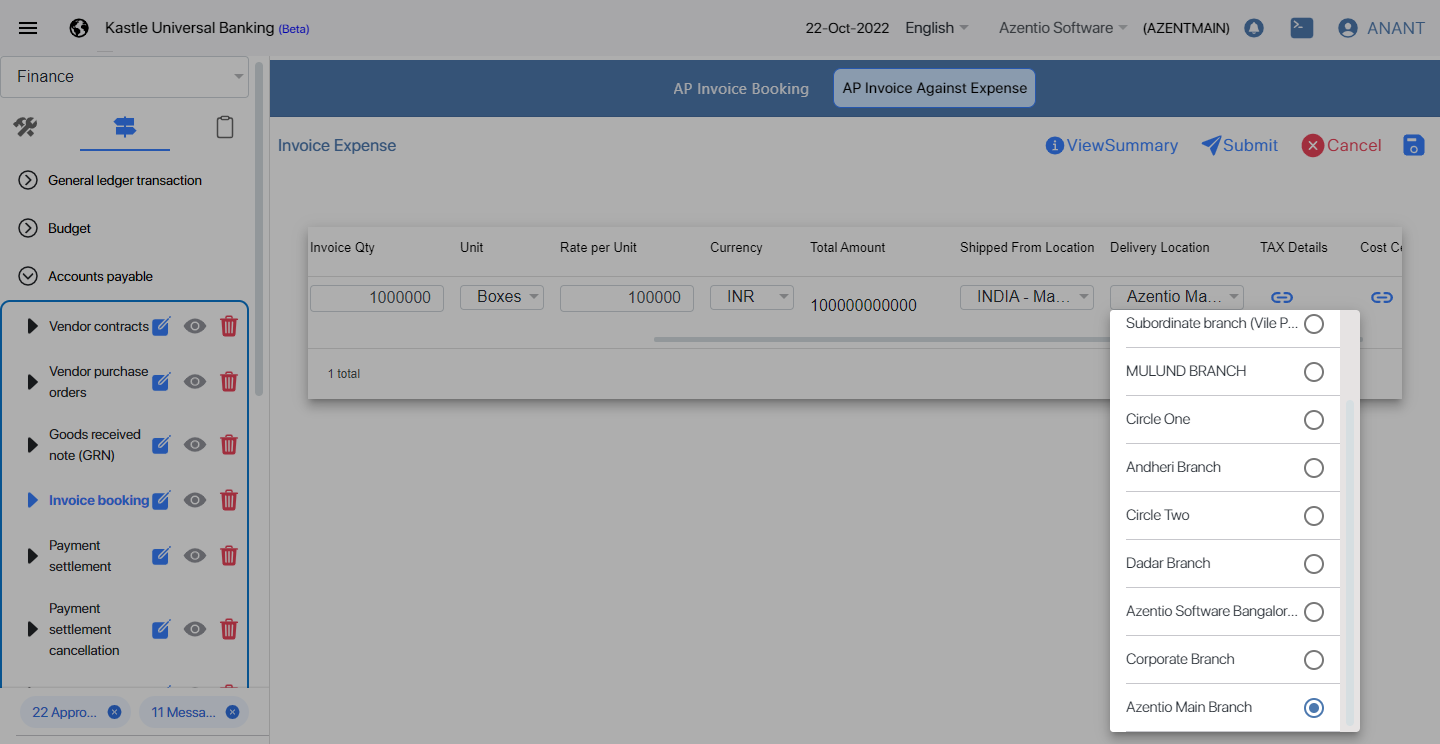 Kastle Universal Banking (Beta)
22-Oct-2022
English
Azentio Software
(AZENTMAIN)
ANANT
Finance
AP Invoice Booking
AP Invoice Against Expense
Invoice Expense
ViewSummary
Submit
Cancel
General ledger transaction
Budget
Accounts payable
Vendor contracts
Vendor purchase
orders
Goods received
note (GRN)
Invoice booking
Payment
settlement
Payment
settlement
cancellation
22 Appro...
11 Messa...
Invoice Qty
Unit
Rate per Unit
Currency
Total Amount
Shipped From Location
Delivery Location
TAX Details
Cost Ce
1000000
Boxes
100000
INR
100000000000
INDIA - Ma...
Azentio Ma...
1 total
Subordinate branch (Vile P...
MULUND BRANCH
Circle One
Andheri Branch
Circle Two
Dadar Branch
Azentio Software Bangalor...
Corporate Branch
Azentio Main Branch